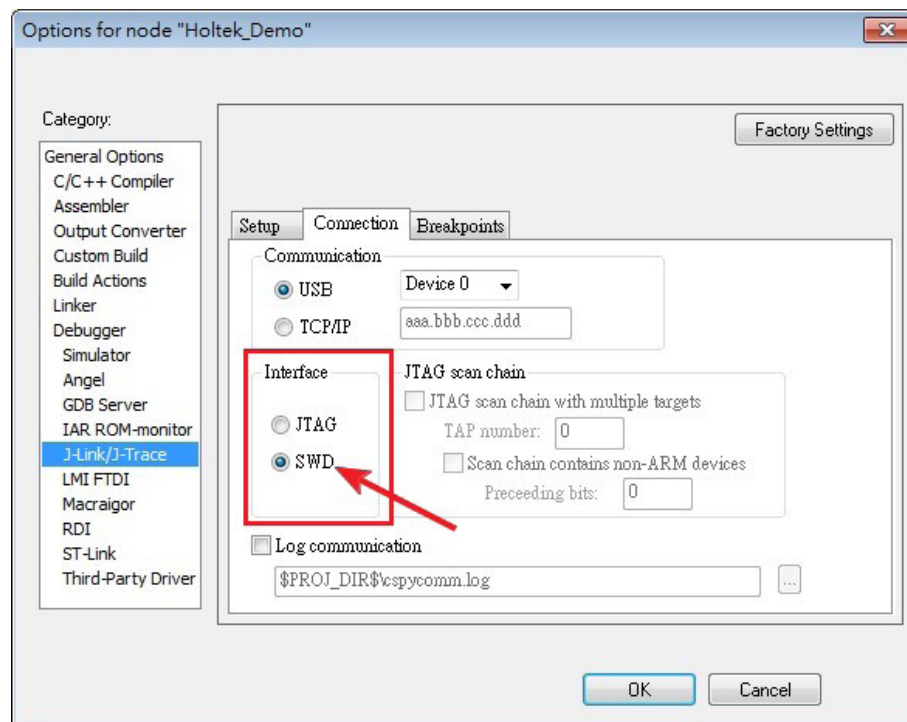 Options for node "Holtek_Demo"
Category:
Factory Settings
General Options
C/C++ Compiler
Assembler
Output Converter
Custom Build
Build Actions
Linker
Debugger
Simulator
Angel
GDB Server
IAR ROM-monitor
J-Link/J-Trace
LMI FTDI
Macraigor
RDI
ST-Link
Third-Party Driver
Setup
Connection
Breakpoints
Communication
USB
Device 0
TCP/IP
aaa.bbb.ccc.ddd
Interface
JTAG
SWD
JTAG scan chain
JTAG scan chain with multiple targets
TAP number: 0
Scan chain contains non-ARM devices
Preceeding bits: 0
Log communication
$PROJ_DIR$\cspycomm.log
...
OK
Cancel